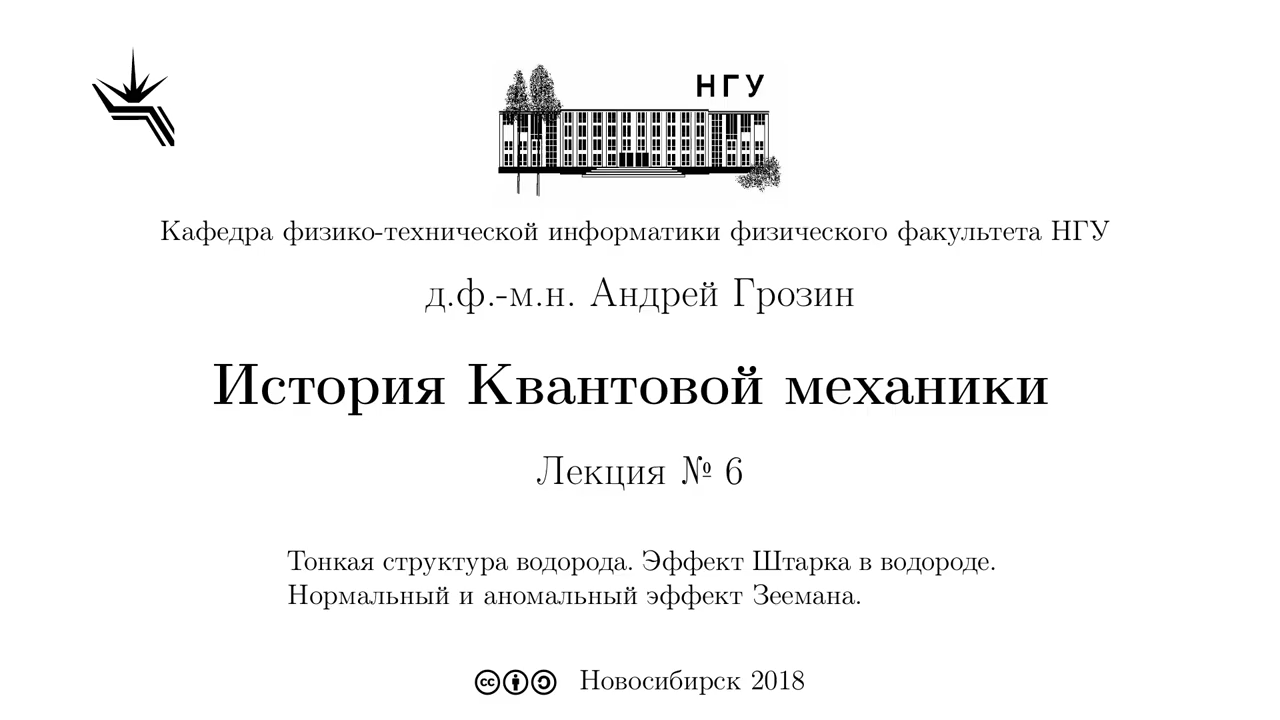 НГУ
Кафедра физико-технической информатики физического факультета НГУ
д.ф.-м.н. Андрей Грозин
История Квантовой механики
Лекция № 6
Тонкая структура водорода. Эффект Штарка в водороде.
Нормальный и аномальный эффект Зеемана.
cc Новосибирск 2018